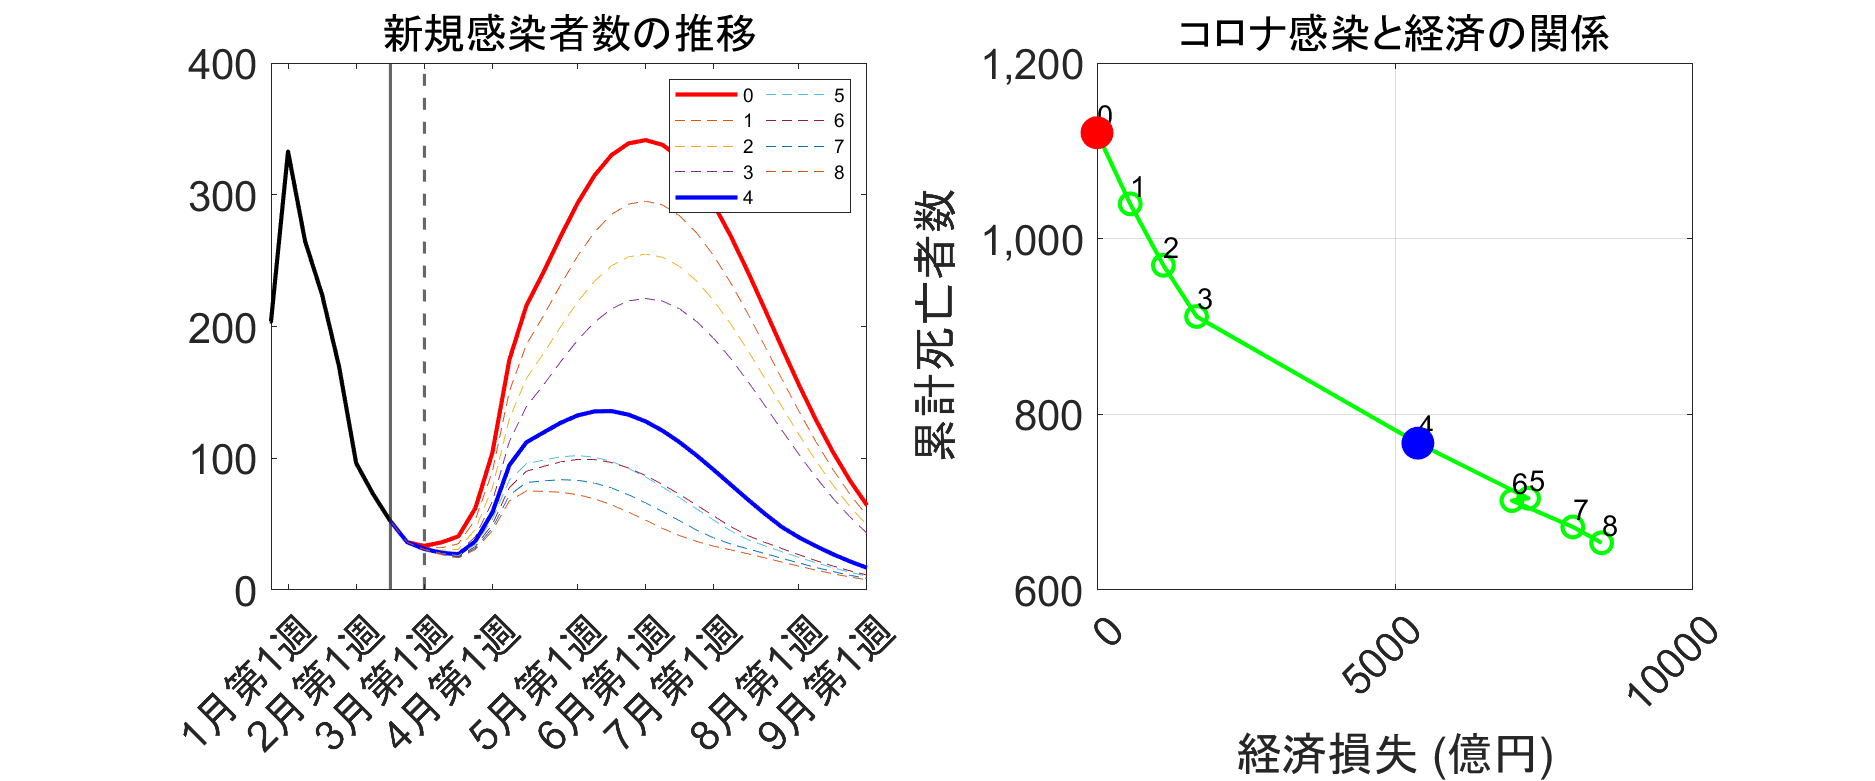 新規感染者数の推移
400
300
200
100
0
0
1
2
3
4
5
6
7
8
1月第1週
2月第1週
3月第1週
4月第1週
5月第1週
6月第1週
7月第1週
8月第1週
9月第1週
コロナ感染と経済の関係
累計死亡者数
1,200
1,000
800
600
0
1
2
3
4
6
5
7
8
0
5000
10000
経済損失 (億円)